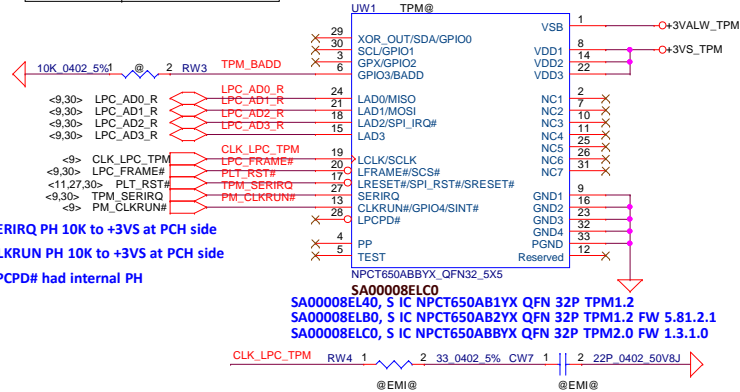 UW1 TPM@
29 XOR_OUT/SDA/GPIO0
30 SCL/GPIO1
3 GPX/GPIO2
6 GPIO3/BADD
10K_0402_5% 1 @ 2 RW3 TPM_BADD
VSB 1 +3VALW_TPM
VDD1 8 +3VS_TPM
VDD2 14
VDD3 22
<9,30> LPC_AD0_R LPC_AD0_R 24 LAD0/MISO
<9,30> LPC_AD1_R LPC_AD1_R 21 LAD1/MOSI
<9,30> LPC_AD2_R LPC_AD2_R 18 LAD2/SPI_IRQ#
<9,30> LPC_AD3_R LPC_AD3_R 15 LAD3
NC1 2
NC2 7
NC3 10
NC4 11
NC5 25
NC6 26
NC7 31
<9> CLK_LPC_TPM CLK_LPC_TPM 19 LCLK/SCLK
<9,30> LPC_FRAME# LPC_FRAME# 20 LFRAME#/SCS#
<11,27,30> PLT_RST# PLT_RST# 17 LRESET#/SPI_RST/SRESET#
<9,30> TPM_SERIRQ TPM_SERIRQ 27 SERIRQ
<9> PM_CLKRUN# PM_CLKRUN# 13 CLKRUN#/GPIO4/SINT#
28 LPCPD#
4 PP
5 TEST
GND1 9
GND2 16
GND3 23
GND4 32
PGND 33
Reserved 12
ERIRQ PH 10K to +3VS at PCH side
LKRUN PH 10K to +3VS at PCH side
PCPD# had internal PH
NPCT650ABBYX_QFN32_5X5
SA00008ELC0
SA00008EL40, S IC NPCT650AB1YX QFN 32P TPM1.2
SA00008ELB0, S IC NPCT650AB2YX QFN 32P TPM1.2 FW 5.81.2.1
SA00008ELC0, S IC NPCT650ABBYX QFN 32P TPM2.0 FW 1.3.1.0
CLK_LPC_TPM RW4 1 2 33_0402_5% CW7 1 2 22P_0402_50V8J
@EMI@ @EMI@